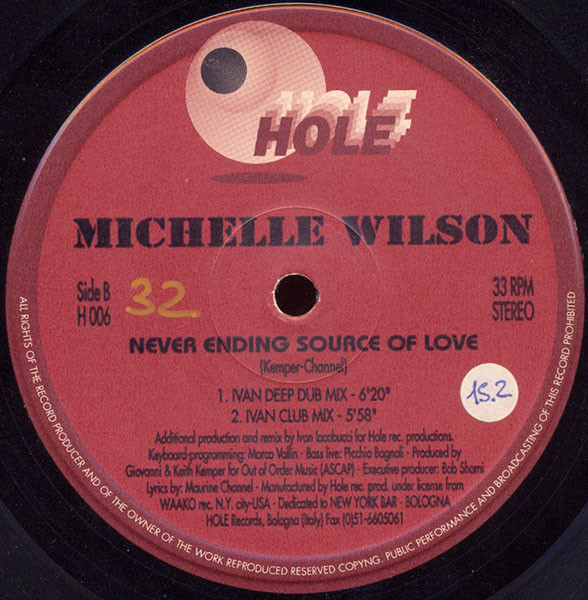 HOLE
HOLE
MICHELLE WILSON
Side B
H 006
32
33 RPM
STEREO
NEVER ENDING SOURCE OF LOVE
(Kemper-Channel)
1. IVAN DEEP DUB MIX - 6'20"
2. IVAN CLUB MIX - 5'58"
15.2
Additional production and remix by Ivan Iacobucci for Hole rec. productions.
Keyboard-programming: Marco Vallin - Bass live: Picchio Bagnoli - Produced by
Giovanni & Keith Kemper for Out of Order Music (ASCAP) - Executive producer: Bob Shami
Lyrics by: Maurine Channel - Manufactured by Hole rec. prod. under license from
WAAKO rec. N.Y. city-USA - Dedicated to NEW YORK BAR - BOLOGNA
HOLE Records, Bologna (Italy) Fax (0)51-6605061
ALL RIGHTS OF THE RECORD PRODUCER AND OF THE OWNER OF THE WORK REPRODUCED RESERVED COPYNG. PUBLIC PERFORMANCE AND BROADCASTING OF THIS RECORD PROHIBITED